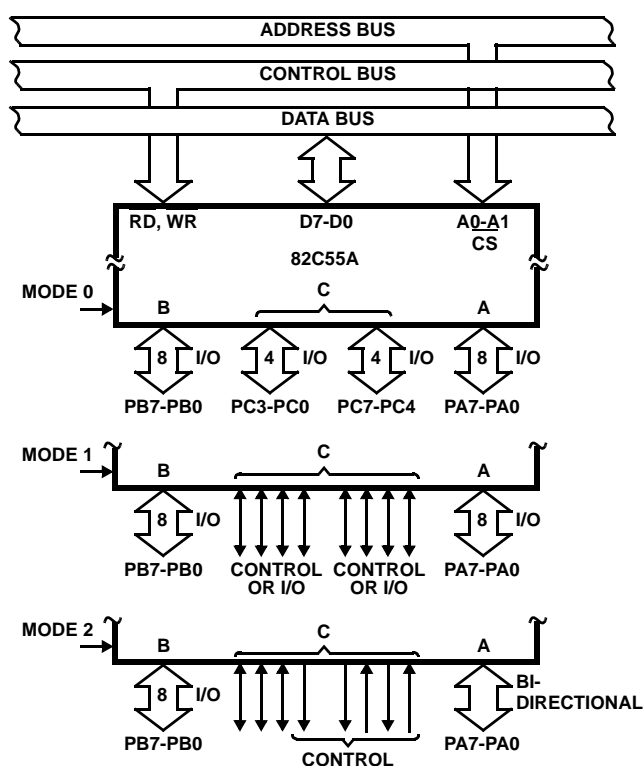 ADDRESS BUS
CONTROL BUS
DATA BUS
RD, WR D7-D0 A0-A1
CS
82C55A
MODE 0
B C A
8 I/O 4 I/O 4 I/O 8 I/O
PB7-PB0 PC3-PC0 PC7-PC4 PA7-PA0
MODE 1
B C A
8 I/O 8 I/O
PB7-PB0 CONTROL CONTROL PA7-PA0
OR I/O OR I/O
MODE 2
B C A
8 I/O BI-
DIRECTIONAL
PB7-PB0 PA7-PA0
CONTROL